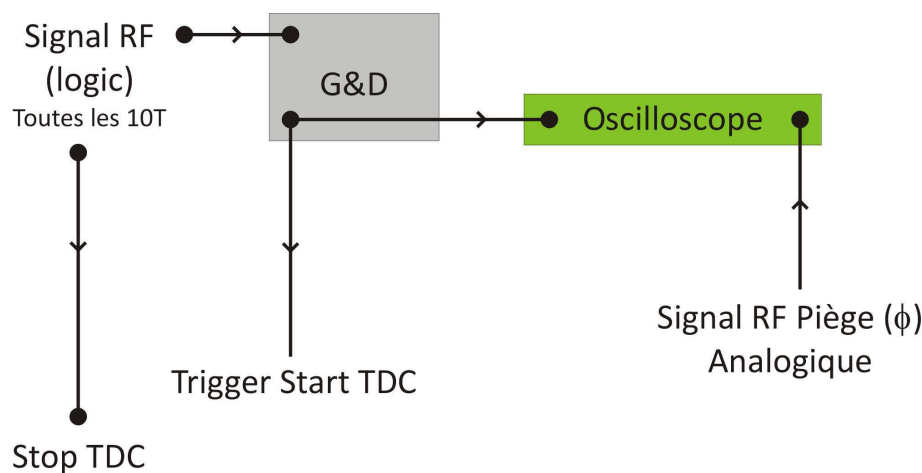 Signal RF
(logic)
Toutes les 10T
G&D
Oscilloscope
Signal RF Piège (ϕ)
Analogique
Trigger Start TDC
Stop TDC